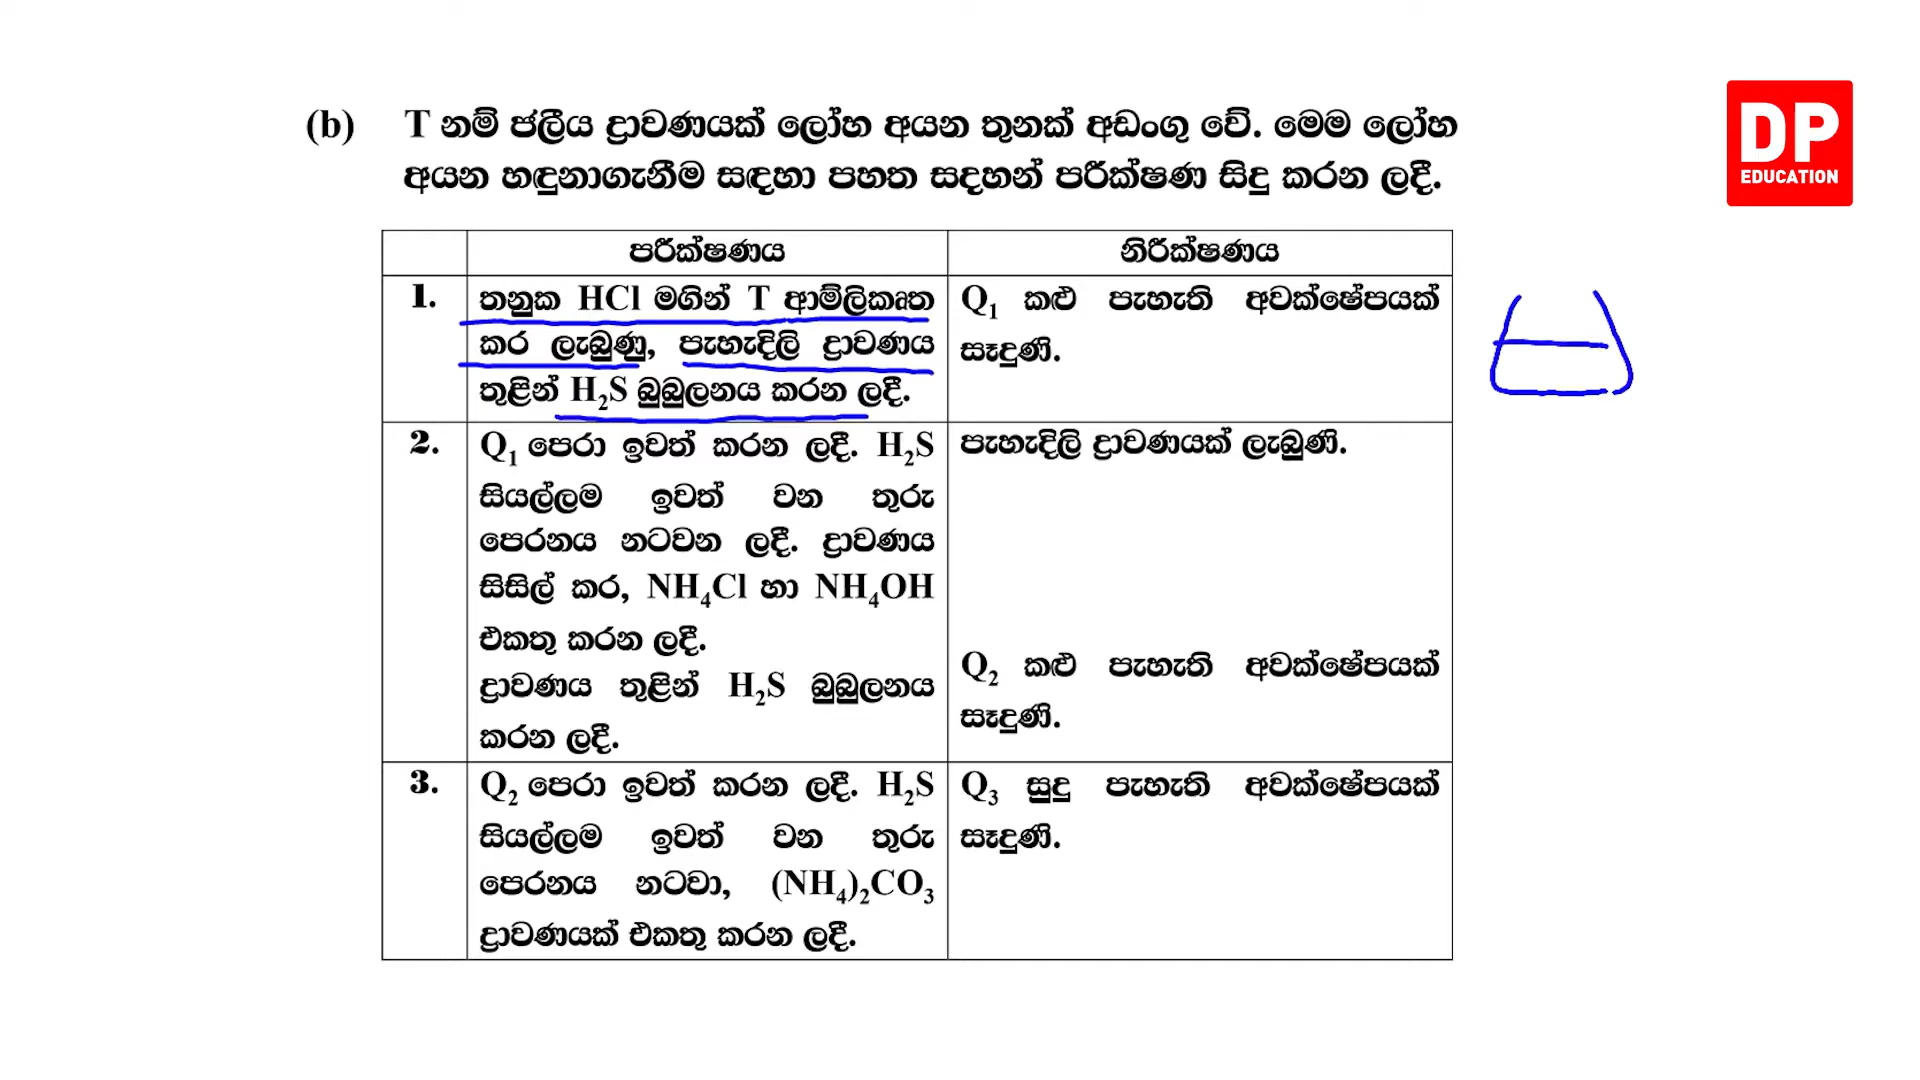 (b) T නම් ජලීය ද්‍රාවණයක් ලෝහ අයන තුනක් අඩංගු වේ. මෙම ලෝහ
අයන හඳුනාගැනීම සඳහා පහත සදහන් පරීක්ෂණ සිදු කරන ලදී.
DP
EDUCATION
පරීක්ෂණය
නිරීක්ෂණය
1.
තනුක HCl මගින් T ආම්ලිකෘත
කර ලැබුණු, පැහැදිලි ද්‍රාවණය
තුළින් H₂S බුබුලනය කරන ලදී.
Q₁ කළු පැහැති අවක්ෂේපයක්
සෑදුණි.
2.
Q₁ පෙරා ඉවත් කරන ලදී. H₂S
සියල්ලම ඉවත් වන තුරු
පෙරනය නටවන ලදී. ද්‍රාවණය
සිසිල් කර, NH₄Cl හා NH₄OH
එකතු කරන ලදී.
ද්‍රාවණය තුළින් H₂S බුබුලනය
කරන ලදී.
පැහැදිලි ද්‍රාවණයක් ලැබුණි.
Q₂ කළු පැහැති අවක්ෂේපයක්
සෑදුණි.
3.
Q₂ පෙරා ඉවත් කරන ලදී. H₂S
සියල්ලම ඉවත් වන තුරු
පෙරනය නටවා, (NH₄)₂CO₃
ද්‍රාවණයක් එකතු කරන ලදී.
Q₃ සුදු පැහැති අවක්ෂේපයක්
සෑදුණි.